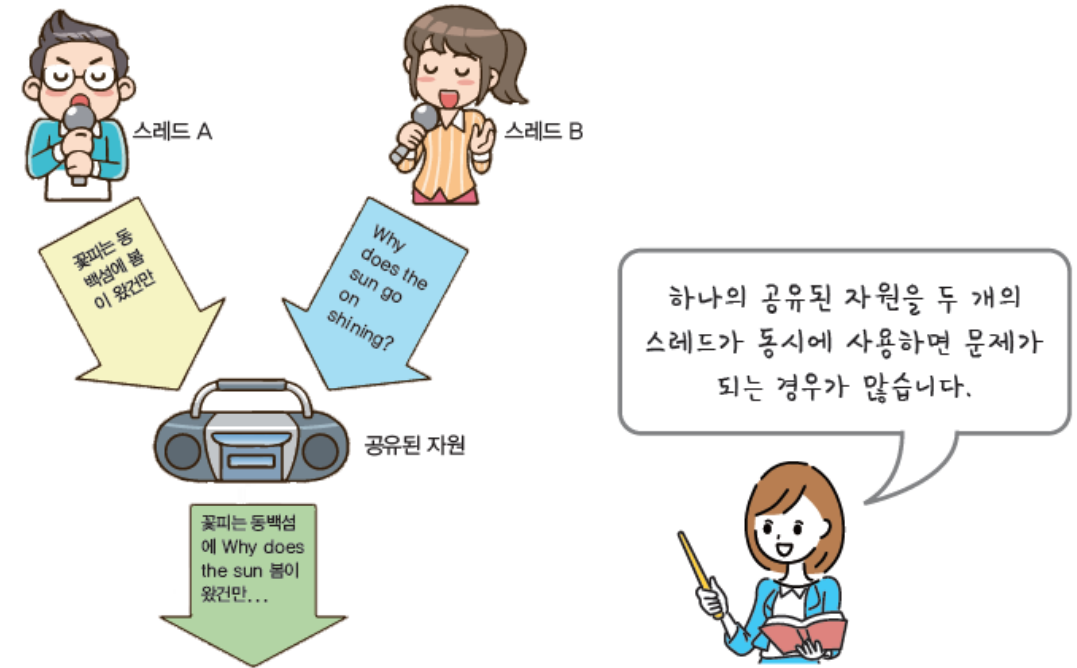 스레드 A
스레드 B
꽃피는 동
백섬에 봄
이 왔건만
Why
does the
sun go
on
shining?
공유된 자원
꽃피는 동백섬
에 Why does
the sun 봄이
왔건만...
하나의 공유된 자원을 두 개의
스레드가 동시에 사용하면 문제가
되는 경우가 많습니다.